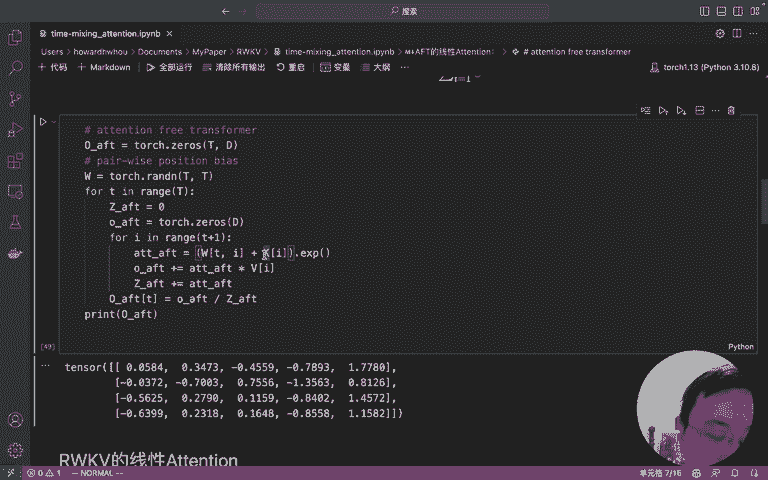 搜索
time-mixing_attention.ipynb
Users > howardhwhou > Documents > MyPaper > RWKV > time-mixing_attention.ipynb > M↓AFT的线性Attention: > # attention free transformer
+ 代码 + Markdown | 全部运行 清除所有输出 重启 | 变量 大纲 ··· torch1.13 (Python 3.10.8)
# attention free transformer
O_aft = torch.zeros(T, D)
# pair-wise position bias
W = torch.randn(T, T)
for t in range(T):
Z_aft = 0
o_aft = torch.zeros(D)
for i in range(t+1):
att_aft = (W[t, i] + K[i]).exp()
o_aft += att_aft * V[i]
Z_aft += att_aft
O_aft[t] = o_aft / Z_aft
print(O_aft)
[39] Python
··· tensor([[ 0.0584, 0.3473, -0.4559, -0.7893, 1.7780],
[-0.0372, -0.7003, 0.7556, -1.3563, 0.8126],
[-0.5625, 0.2790, 0.1159, -0.8402, 1.4572],
[-0.6399, 0.2318, 0.1648, -0.8558, 1.1582]])
RWKV的线性Attention
0 1 -- NORMAL -- 单元格 7/16